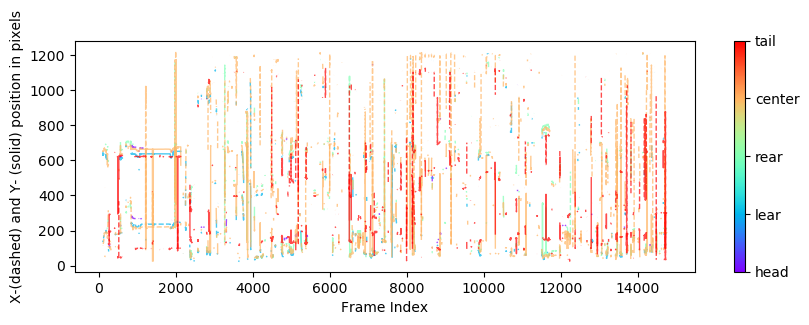 X-(dashed) and Y- (solid) position in pixels
1200
1000
800
600
400
200
0
0 2000 4000 6000 8000 10000 12000 14000
Frame Index
tail
center
rear
lear
head